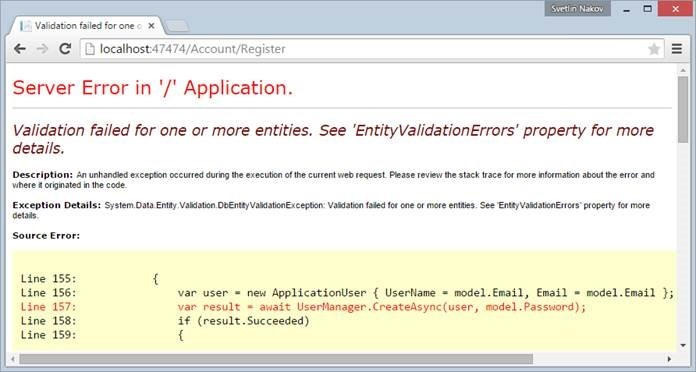 Svetlin Nakov
Validation failed for one o
localhost:47474/Account/Register
Server Error in '/' Application.
Validation failed for one or more entities. See 'EntityValidationErrors' property for more
details.
Description: An unhandled exception occurred during the execution of the current web request. Please review the stack trace for more information about the error and
where it originated in the code.
Exception Details: System.Data.Entity.Validation.DbEntityValidationException: Validation failed for one or more entities. See 'EntityValidationErrors' property for more
details.
Source Error:
Line 155:            {
Line 156:                var user = new ApplicationUser { UserName = model.Email, Email = model.Email };
Line 157:                var result = await UserManager.CreateAsync(user, model.Password);
Line 158:                if (result.Succeeded)
Line 159:                {